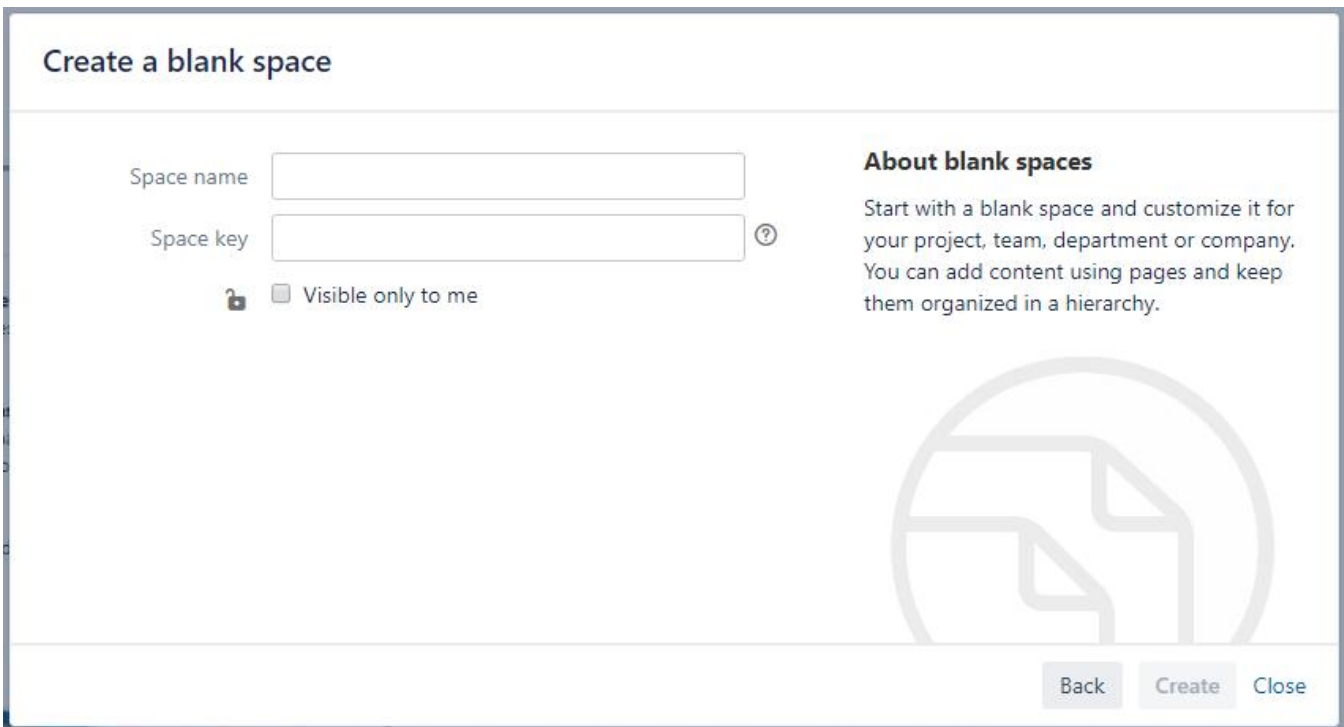 Create a blank space
Space name
Space key
Visible only to me
About blank spaces
Start with a blank space and customize it for
your project, team, department or company.
You can add content using pages and keep
them organized in a hierarchy.
Back
Create
Close